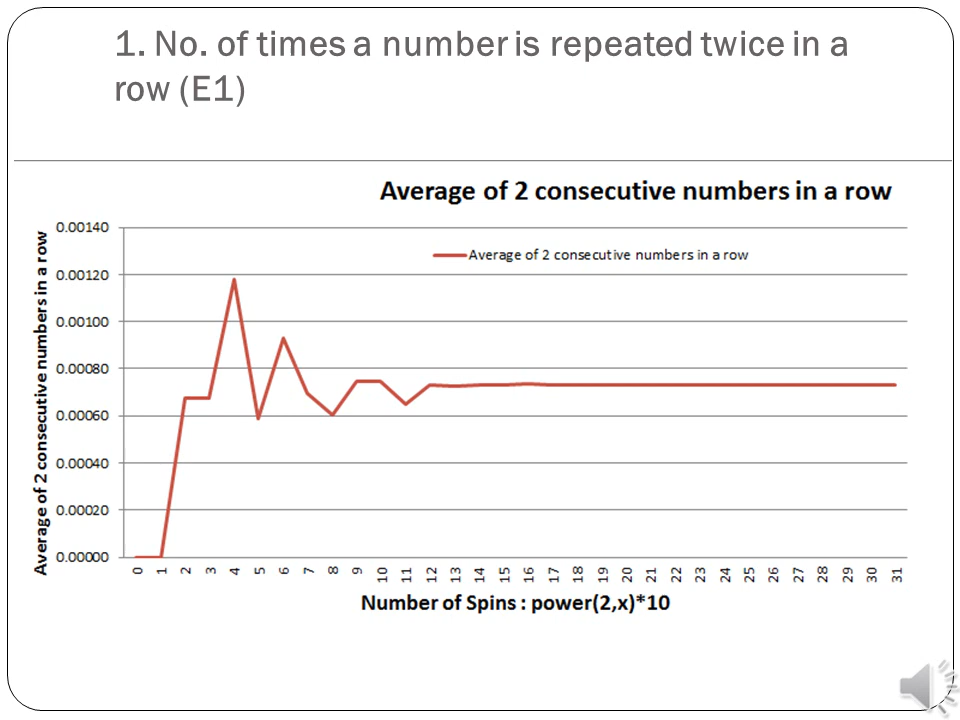 1. No. of times a number is repeated twice in a
row (E1)
Average of 2 consecutive numbers in a row
Average of 2 consecutive numbers in a row
Average of 2 consecutive numbers in a row
0.00140
0.00120
0.00100
0.00080
0.00060
0.00040
0.00020
0.00000
0 1 2 3 4 5 6 7 8 9 10 11 12 13 14 15 16 17 18 19 20 21 22 23 24 25 26 27 28 29 30 31
Number of Spins : power(2,x)*10